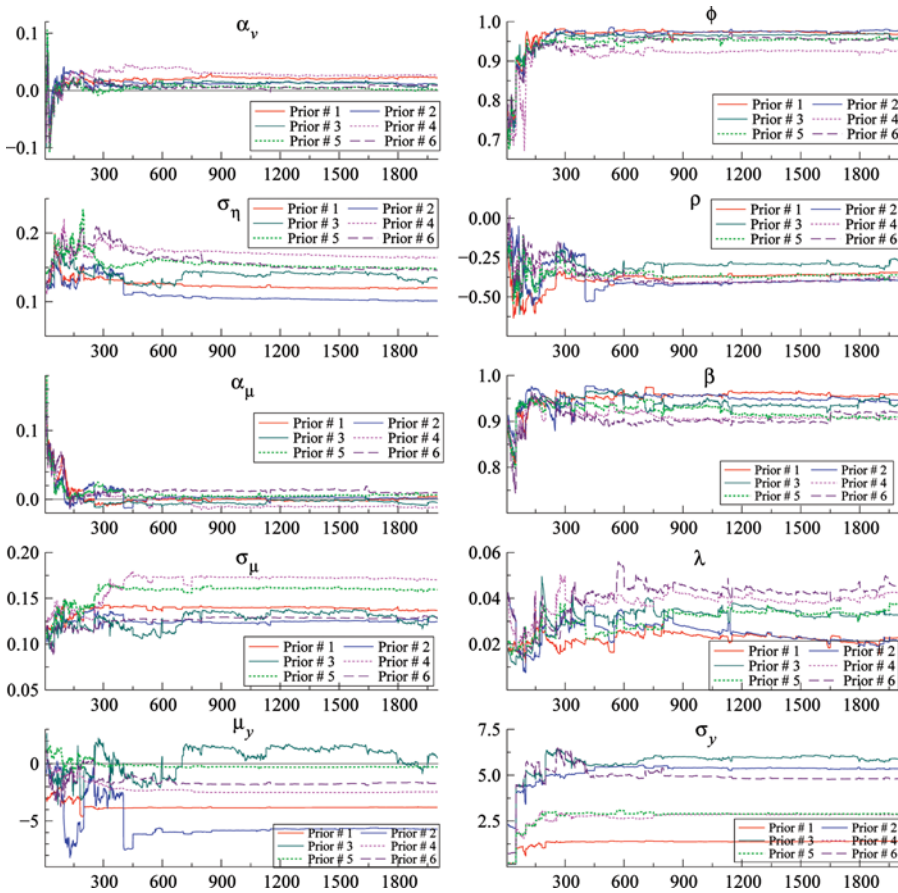 α_ν
0.1
0.0
−0.1
Prior # 1 Prior # 2
Prior # 3 Prior # 4
Prior # 5 Prior # 6
300 600 900 1200 1500 1800
ϕ
1.0
0.9
0.8
0.7
Prior # 1 Prior # 2
Prior # 3 Prior # 4
Prior # 5 Prior # 6
300 600 900 1200 1500 1800
σ_η
0.2
0.1
Prior # 1 Prior # 2
Prior # 3 Prior # 4
Prior # 5 Prior # 6
300 600 900 1200 1500 1800
ρ
0.00
−0.25
−0.50
Prior # 1 Prior # 2
Prior # 3 Prior # 4
Prior # 5 Prior # 6
300 600 900 1200 1500 1800
α_μ
0.1
0.0
Prior # 1 Prior # 2
Prior # 3 Prior # 4
Prior # 5 Prior # 6
300 600 900 1200 1500 1800
β
1.0
0.9
0.8
Prior # 1 Prior # 2
Prior # 3 Prior # 4
Prior # 5 Prior # 6
300 600 900 1200 1500 1800
σ_μ
0.20
0.15
0.10
0.05
Prior # 1 Prior # 2
Prior # 3 Prior # 4
Prior # 5 Prior # 6
300 600 900 1200 1500 1800
λ
0.06
0.04
0.02
Prior # 1 Prior # 2
Prior # 3 Prior # 4
Prior # 5 Prior # 6
300 600 900 1200 1500 1800
μ_y
0
−5
Prior # 1 Prior # 2
Prior # 3 Prior # 4
Prior # 5 Prior # 6
300 600 900 1200 1500 1800
σ_y
7.5
5.0
2.5
Prior # 1 Prior # 2
Prior # 3 Prior # 4
Prior # 5 Prior # 6
300 600 900 1200 1500 1800